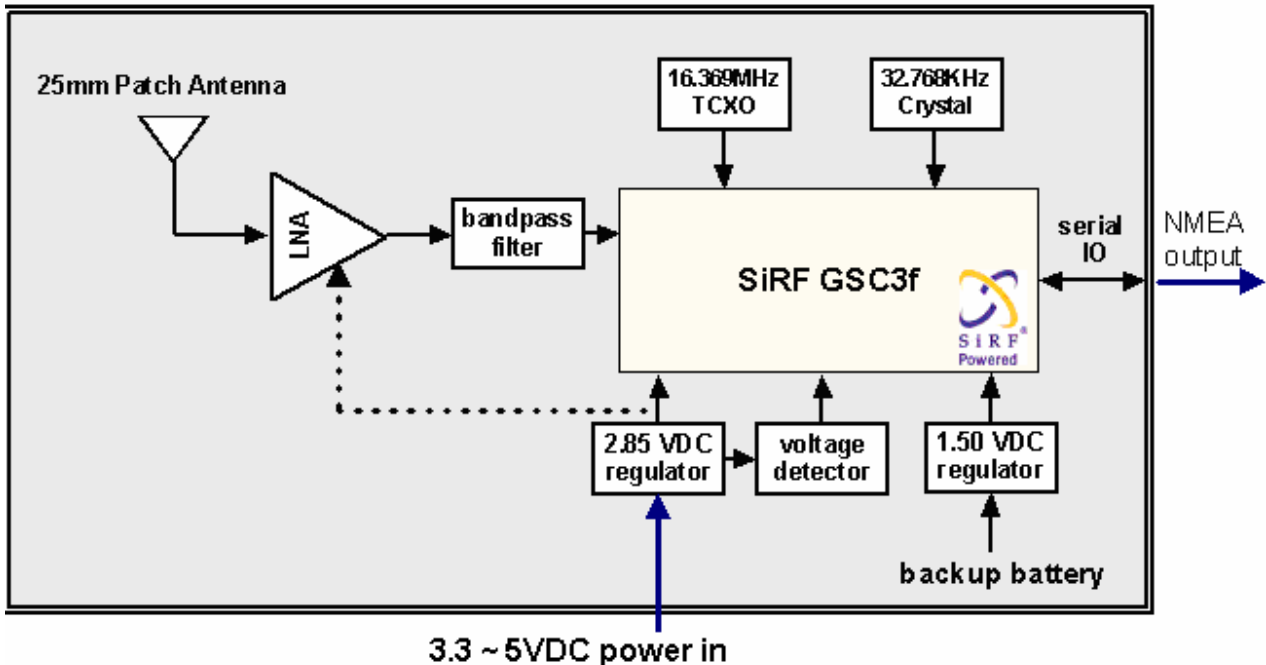 25mm Patch Antenna
16.369MHz
TCXO
32.768KHz
Crystal
LNA
bandpass
filter
SiRF GSC3f
SiRF®
Powered
serial
IO
NMEA
output
2.85 VDC
regulator
voltage
detector
1.50 VDC
regulator
backup battery
3.3 ~ 5VDC power in